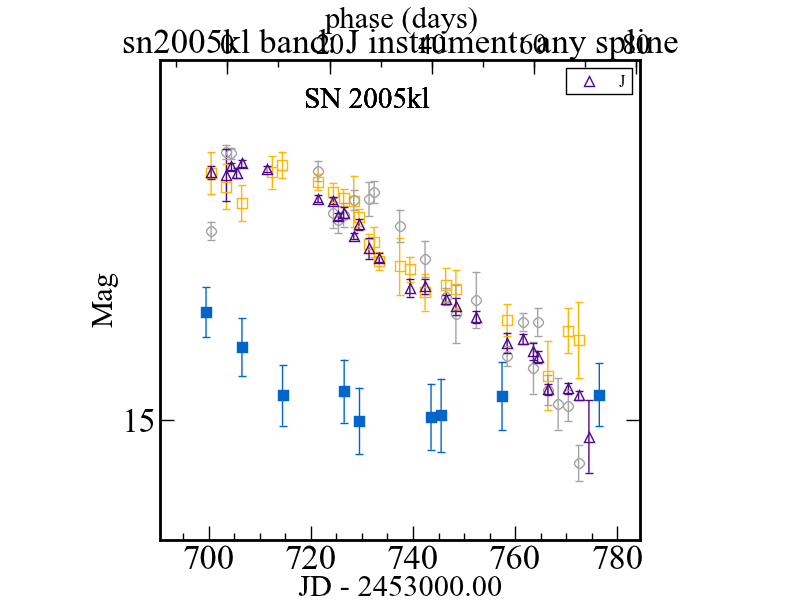 phase (days)
sn2005kl band: J instrument: any spline
0 20 40 60 80
J
SN 2005kl
Mag
15
700 720 740 760 780
JD - 2453000.00